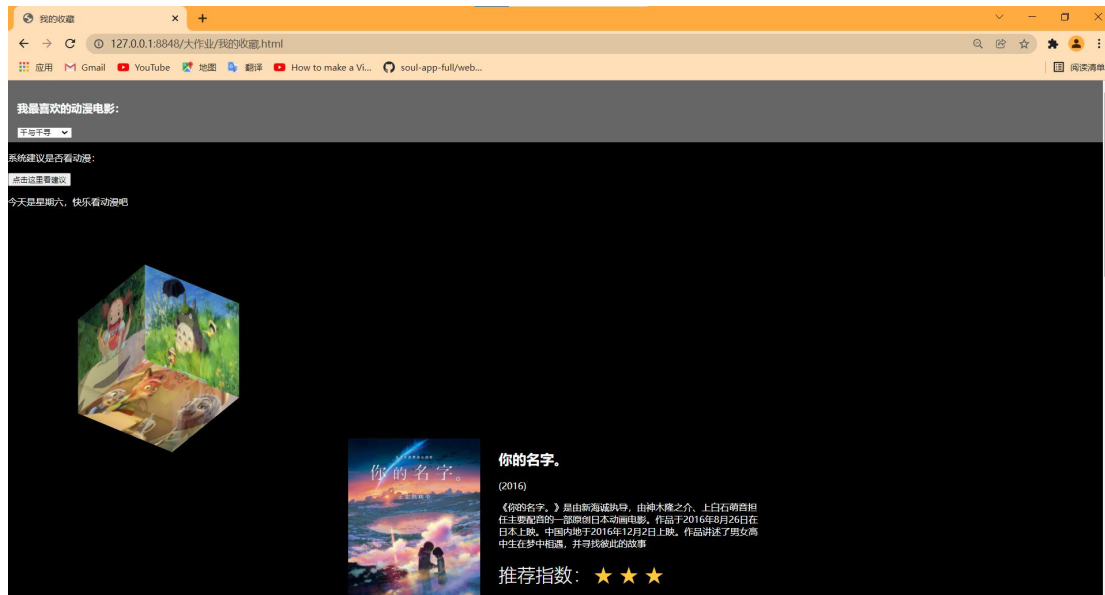 我的收藏
127.0.0.1:8848/大作业/我的收藏.html
应用 Gmail YouTube 地图 翻译 How to make a Vi... soul-app-full/web... 阅读清单
我最喜欢的动漫电影：
千与千寻
系统建议是否看动漫：
点击这里看建议
今天是星期六，快乐看动漫吧
你的名字。
你的名字。
(2016)
《你的名字。》是由新海诚执导，由神木隆之介、上白石萌音担
任主要配音的一部原创日本动画电影。作品于2016年8月26日在
日本上映。中国内地于2016年12月2日上映。作品讲述了男女高
中生在梦中相遇，并寻找彼此的故事
推荐指数：